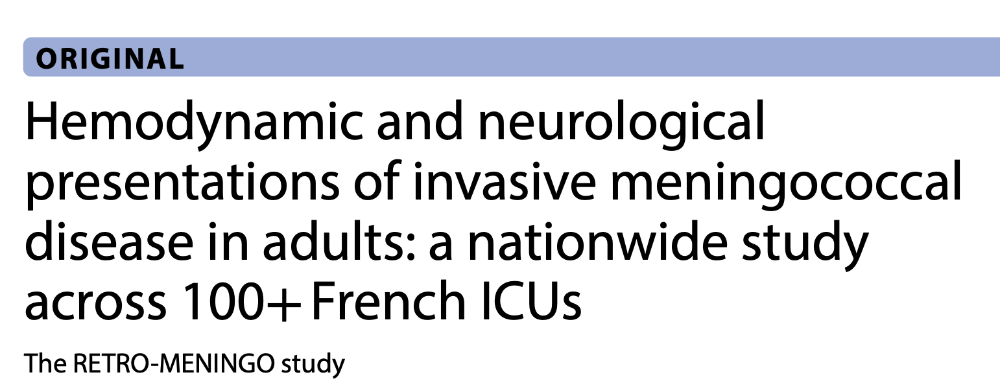 ORIGINAL
Hemodynamic and neurological
presentations of invasive meningococcal
disease in adults: a nationwide study
across 100+ French ICUs
The RETRO-MENINGO study